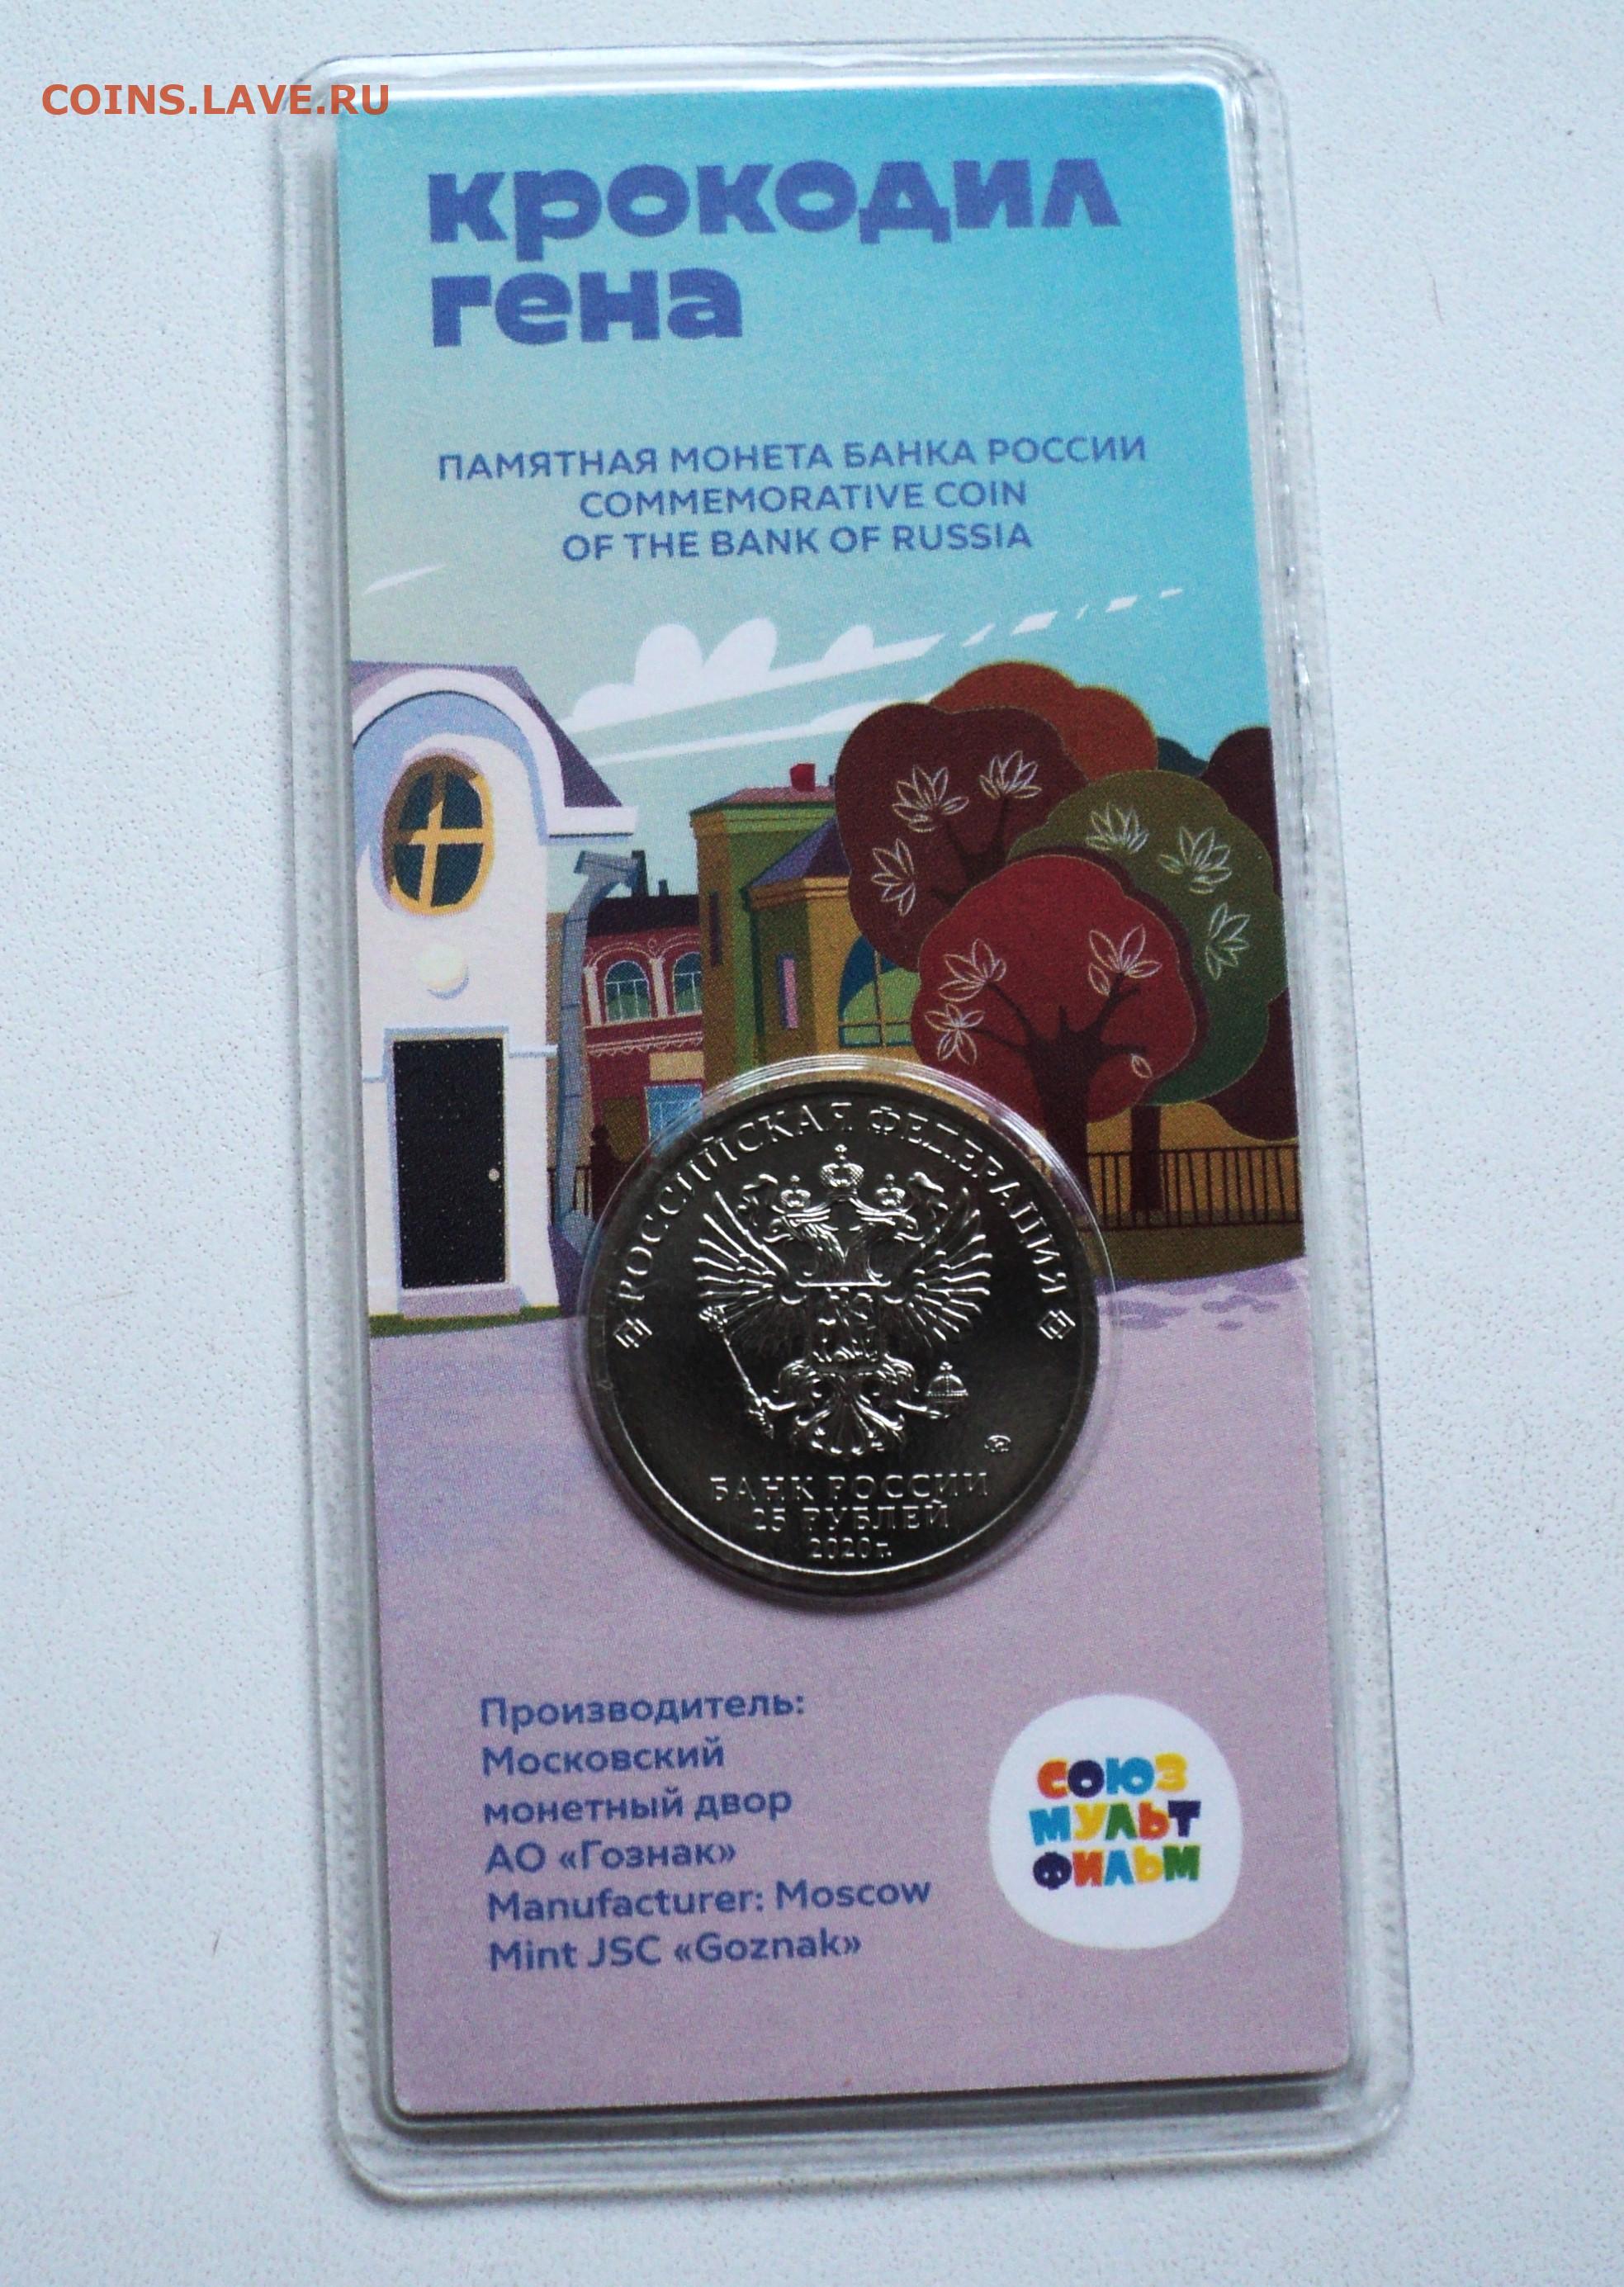 COINS.LAVE.RU
крокодил
гена
ПАМЯТНАЯ МОНЕТА БАНКА РОССИИ
COMMEMORATIVE COIN
OF THE BANK OF RUSSIA
РОССИЙСКАЯ ФЕДЕРАЦИЯ
БАНК РОССИИ
25 РУБЛЕЙ
2020 г.
Производитель:
Московский
монетный двор
АО «Гознак»
Manufacturer: Moscow
Mint JSC «Goznak»
СОЮЗ
МУЛЬТ
ФИЛЬМ